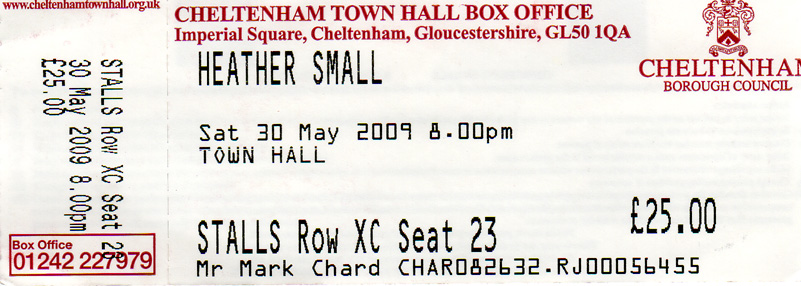 www.cheltenhamtownhall.org.uk
STALLS Row XC Seat
30 May 2009 8.00pm
£25.00
Box Office
01242 227979
CHELTENHAM TOWN HALL BOX OFFICE
Imperial Square, Cheltenham, Gloucestershire, GL50 1QA
HEATHER SMALL
Sat 30 May 2009 8.00pm
TOWN HALL
STALLS Row XC Seat 23
£25.00
Mr Mark Chard CHAR082632.RJ00056455
CHELTENHAM
BOROUGH COUNCIL